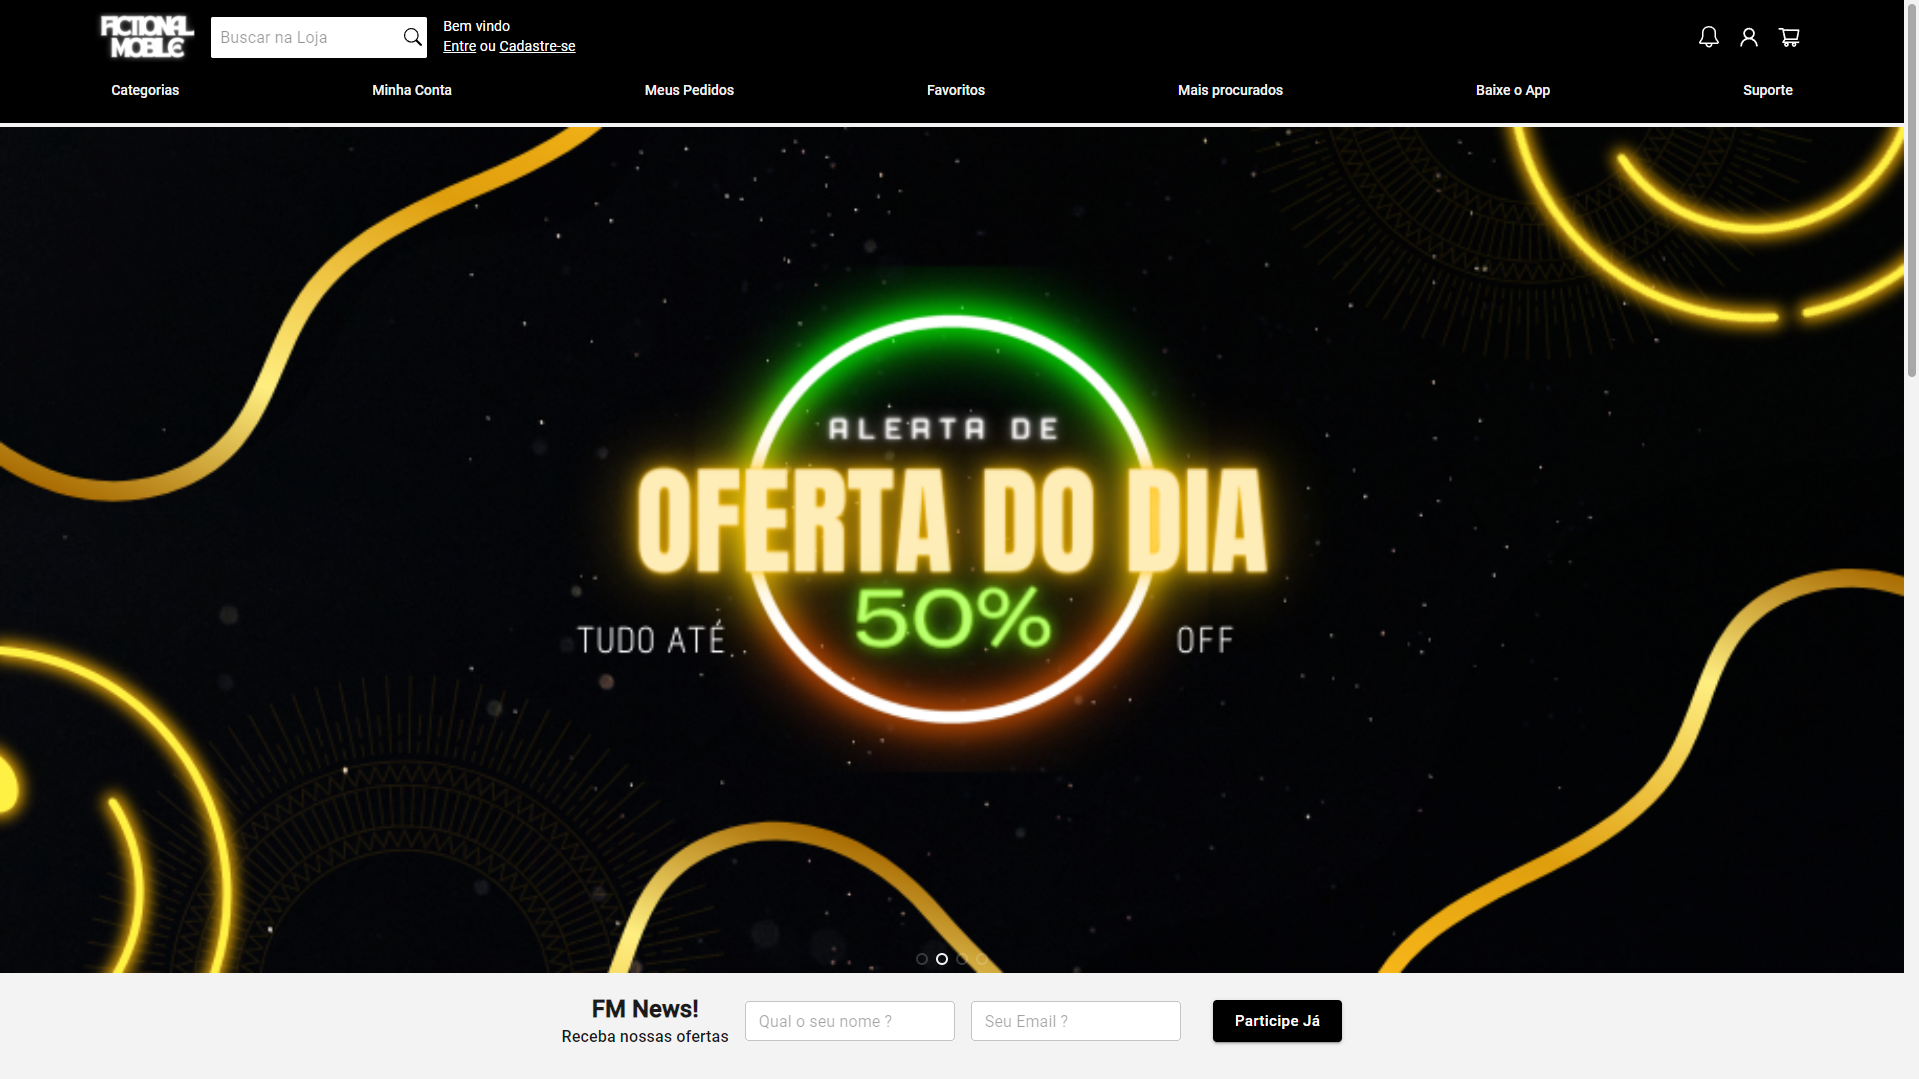 FICTIONAL
MOBILE
Buscar na Loja
Bem vindo
Entre ou Cadastre-se
Categorias
Minha Conta
Meus Pedidos
Favoritos
Mais procurados
Baixe o App
Suporte
ALERTA DE
OFERTA DO DIA
TUDO ATÉ 50% OFF
FM News!
Receba nossas ofertas
Qual o seu nome ?
Seu Email ?
Participe Já